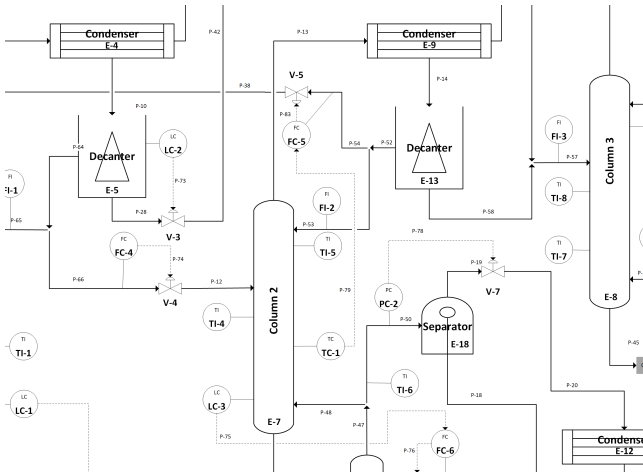 P-42
P-13
Condenser
E-4
Condenser
E-9
V-5
P-14
P-38
P-10
P-83
FC
FC-5
P-64
LC
LC-2
P-54
P-52
FI
FI-3
P-57
Decanter
Decanter
Column 3
E-5
P-73
E-13
TI
TI-8
FI
FI-2
P-28
P-58
P-65
V-3
P-53
FC
FC-4
TI
TI-5
P-78
TI
TI-7
P-74
P-66
P-12
P-79
PC
PC-2
P-19
V-7
E-8
V-4
Column 2
TI
TI-4
P-50
Separator
E-18
TI
TI-1
TC
TC-1
P-45
TI
TI-6
P-20
LC
LC-1
LC
LC-3
P-18
P-48
E-7
P-47
P-75
FC
FC-6
P-76
E-12